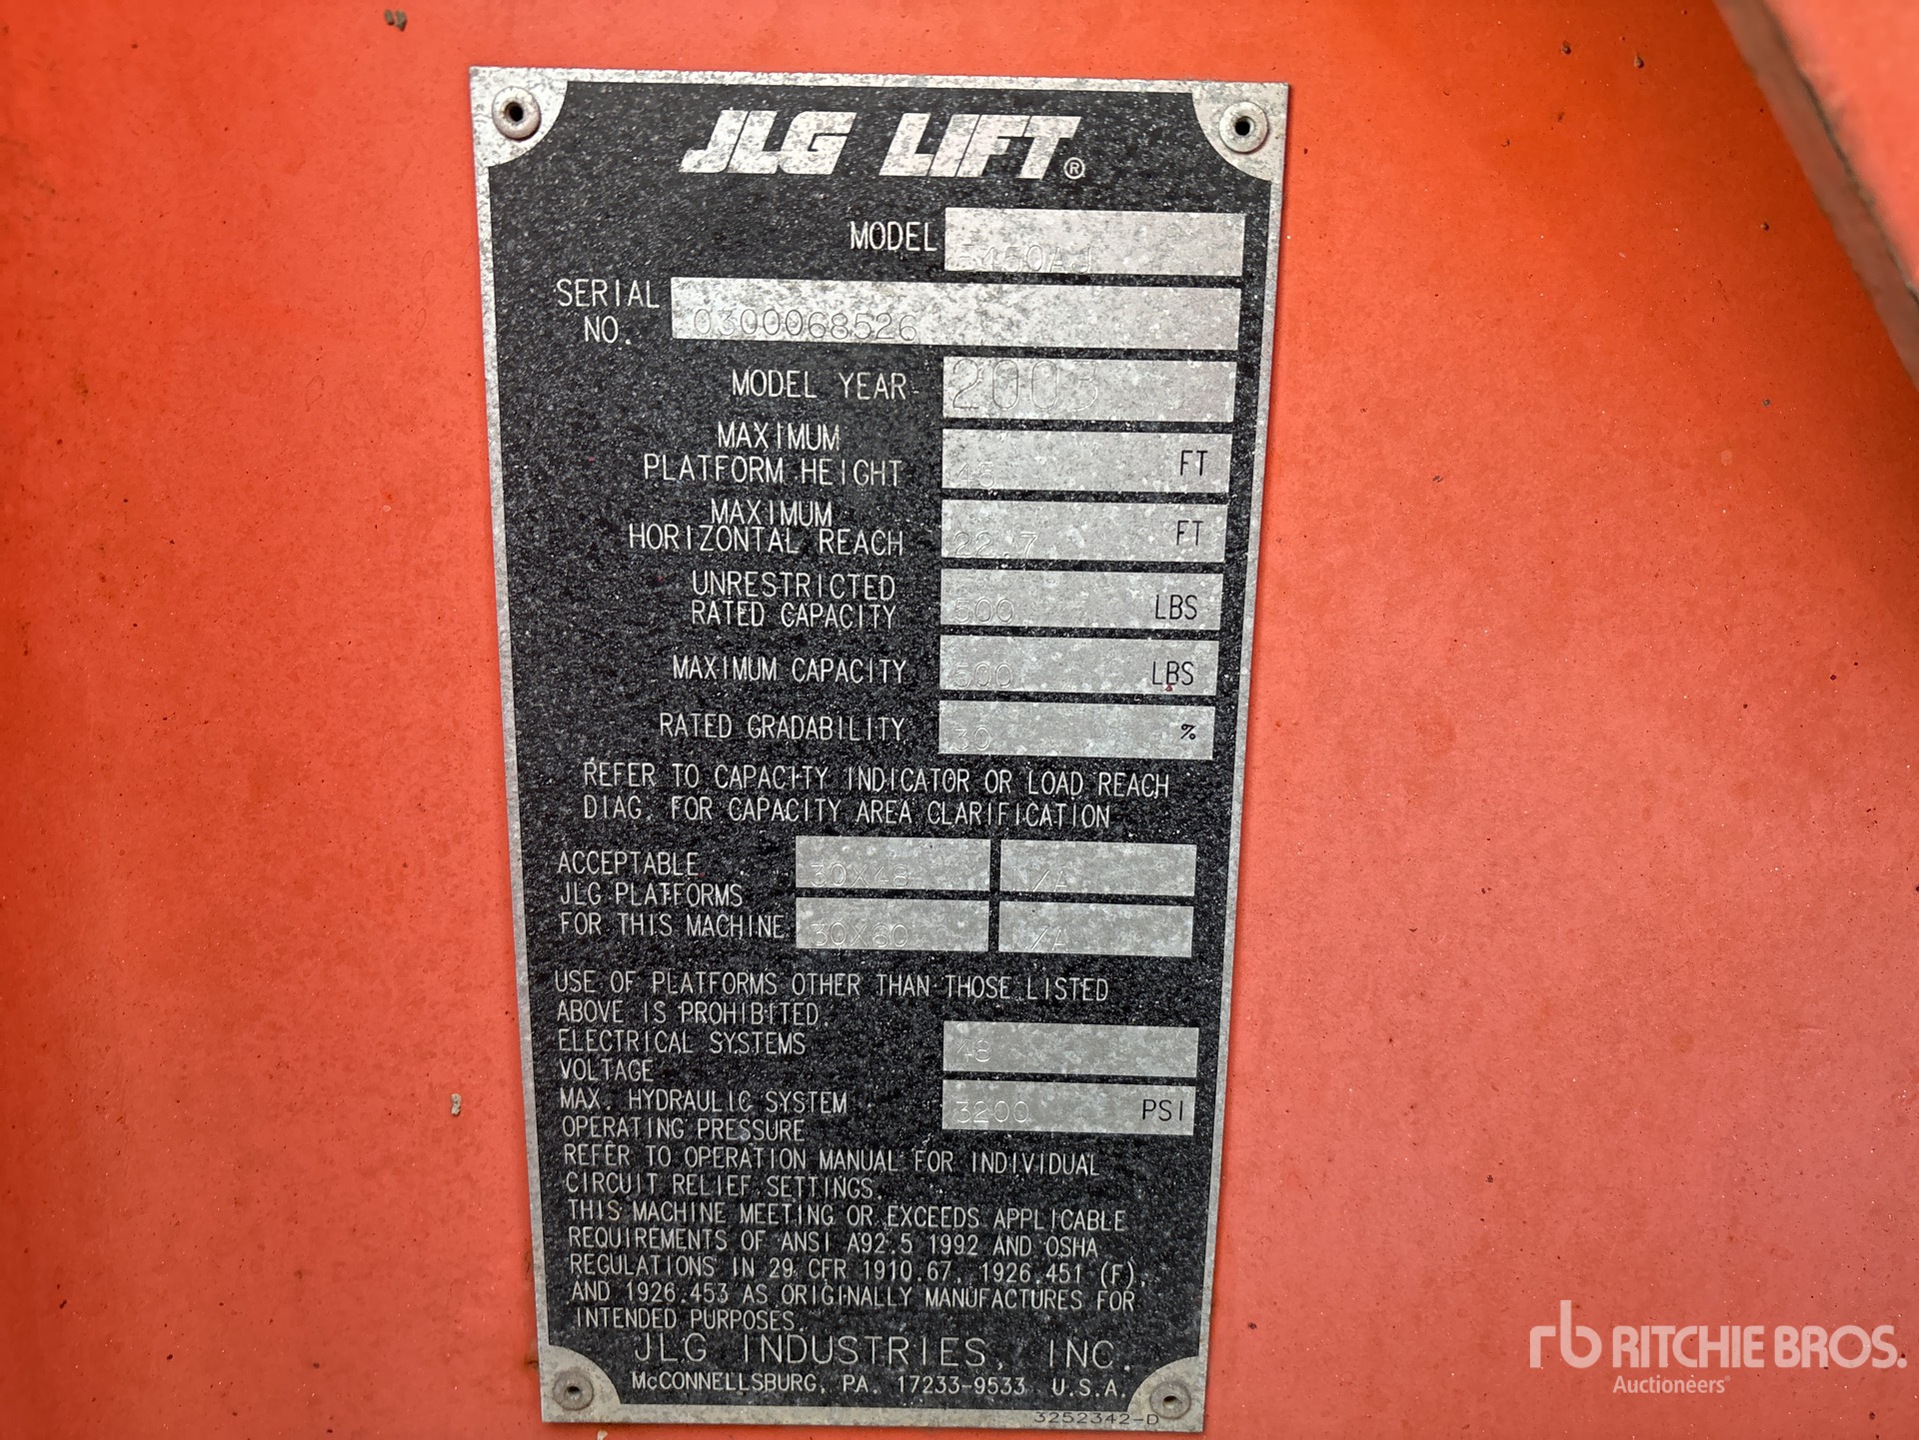 JLG LIFT®
MODEL
SERIAL NO. 0300068526
MODEL YEAR 2003
MAXIMUM
PLATFORM HEIGHT 45 FT
MAXIMUM
HORIZONTAL REACH 22.7 FT
UNRESTRICTED
RATED CAPACITY 500 LBS
MAXIMUM CAPACITY 500 LBS
RATED GRADABILITY 30 %
REFER TO CAPACITY INDICATOR OR LOAD REACH
DIAG. FOR CAPACITY AREA CLARIFICATION
ACCEPTABLE 30X48 /A
JLG PLATFORMS
FOR THIS MACHINE 30X60 /A
USE OF PLATFORMS OTHER THAN THOSE LISTED
ABOVE IS PROHIBITED.
ELECTRICAL SYSTEMS
VOLTAGE 48
MAX. HYDRAULIC SYSTEM
OPERATING PRESSURE 3200 PSI
REFER TO OPERATION MANUAL FOR INDIVIDUAL
CIRCUIT RELIEF SETTINGS.
THIS MACHINE MEETING OR EXCEEDS APPLICABLE
REQUIREMENTS OF ANSI A92.5 1992 AND OSHA
REGULATIONS IN 29 CFR 1910.67, 1926.451 (F),
AND 1926.453 AS ORIGINALLY MANUFACTURES FOR
INTENDED PURPOSES.
JLG INDUSTRIES, INC.
McCONNELLSBURG, PA. 17233-9533 U.S.A.
3252342-D
rb RITCHIE BROS.
Auctioneers